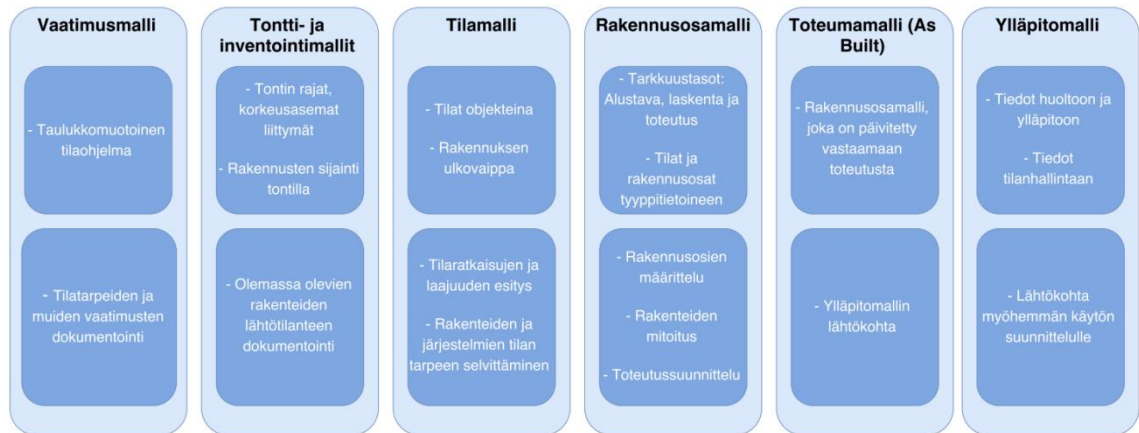 Vaatimusmalli
- Taulukkomuotoinen
tilaohjelma
- Tilatarpeiden ja
muiden vaatimusten
dokumentointi
Tontti- ja
inventointimallit
- Tontin rajat,
korkeusasemat
liittymät
- Rakennusten sijainti
tontilla
- Olemassa olevien
rakenteiden
lähtötilanteen
dokumentointi
Tilamalli
- Tilat objekteina
- Rakennuksen
ulkovaippa
- Tilaratkaisujen ja
laajuuden esitys
- Rakenteiden ja
järjestelmien tilan
tarpeen selvittäminen
Rakennusosamalli
- Tarkkuustasot:
Alustava, laskenta ja
toteutus
- Tilat ja
rakennusosat
tyyppitietoineen
- Rakennusosien
määrittelu
- Rakenteiden
mitoitus
- Toteutussuunnittelu
Toteumamalli (As
Built)
- Rakennusosamalli,
joka on päivitetty
vastaamaan
toteutusta
- Ylläpitomallin
lähtökohta
Ylläpitomalli
- Tiedot huoltoon ja
ylläpitoon
- Tiedot
tilanhallintaan
- Lähtökohta
myöhemmän käytön
suunnittelulle